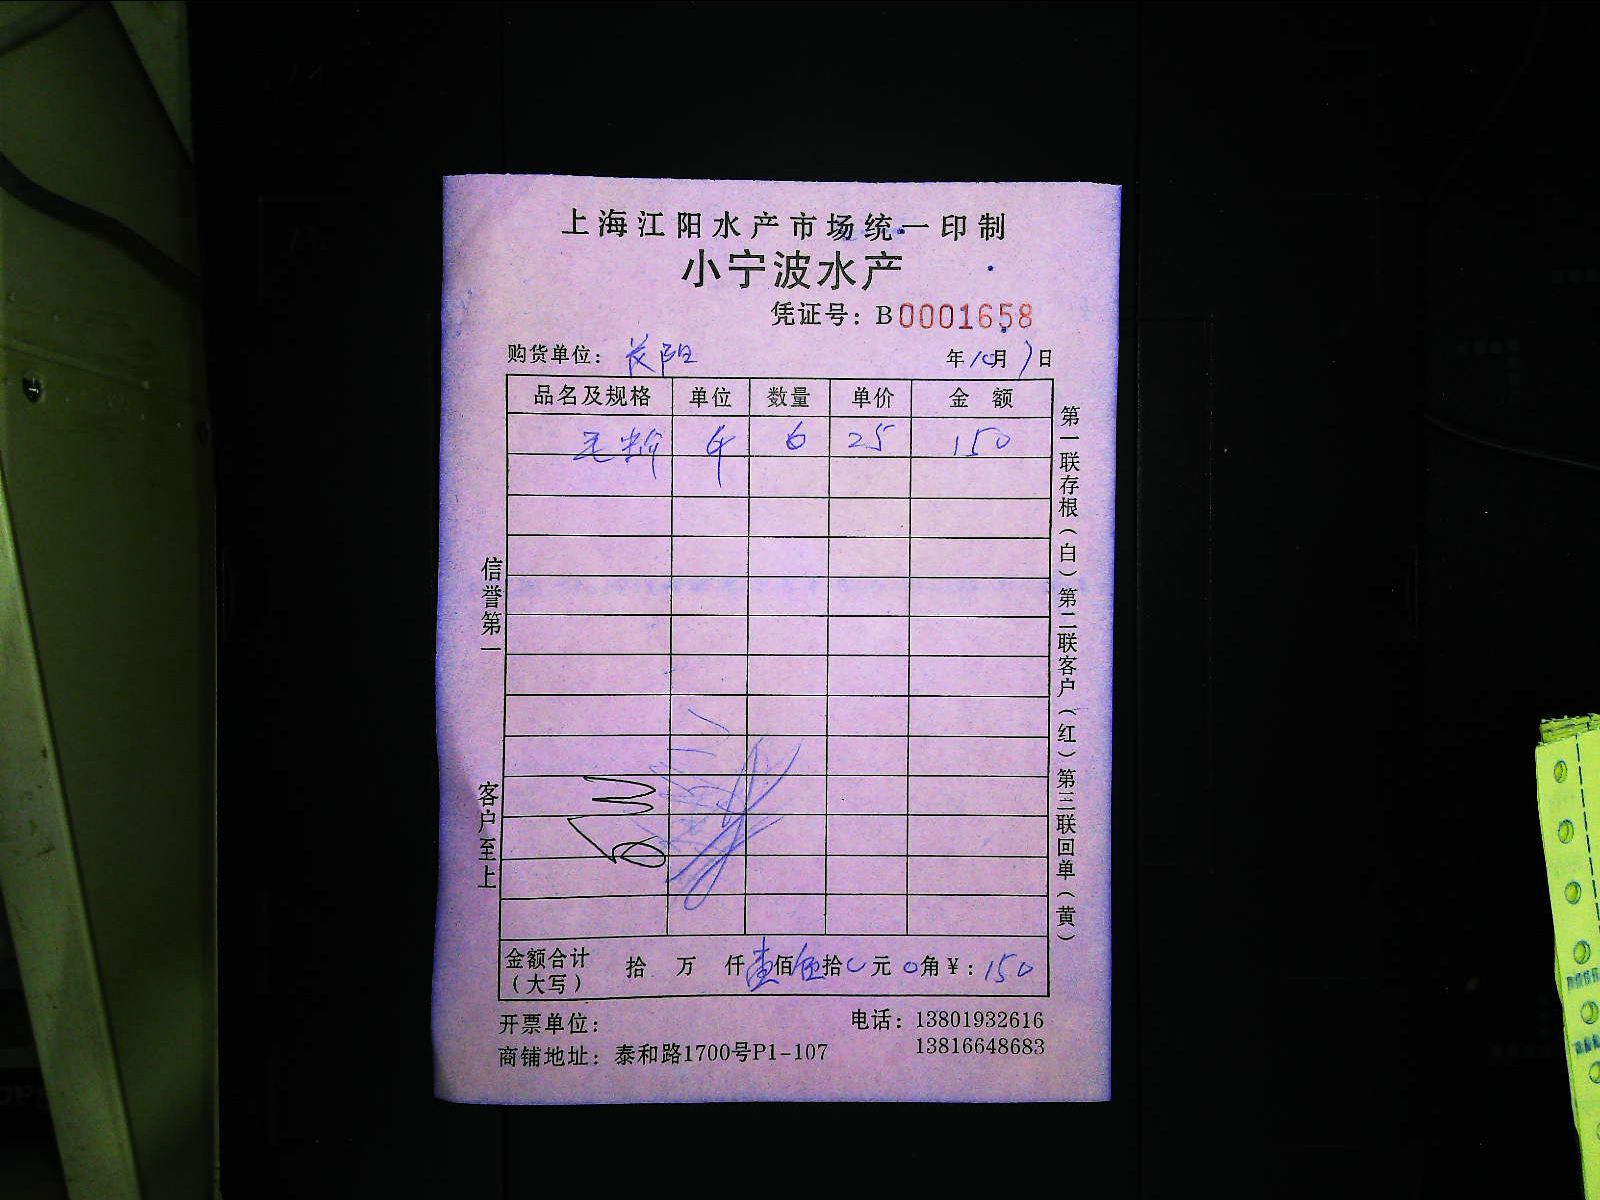 上海江阳水产市场统一印制
小宁波水产
凭证号：B0001658
购货单位： 年10月7日
品名及规格 单位 数量 单价 金额
6 25 150
金额合计（大写） 拾 万 仟壹佰伍拾0元0角￥：150
开票单位： 电话：13801932616
商铺地址：泰和路1700号P1-107 13816648683
信誉第一 客户至上
第一联存根（白）第二联客户（红）第三联回单（黄）